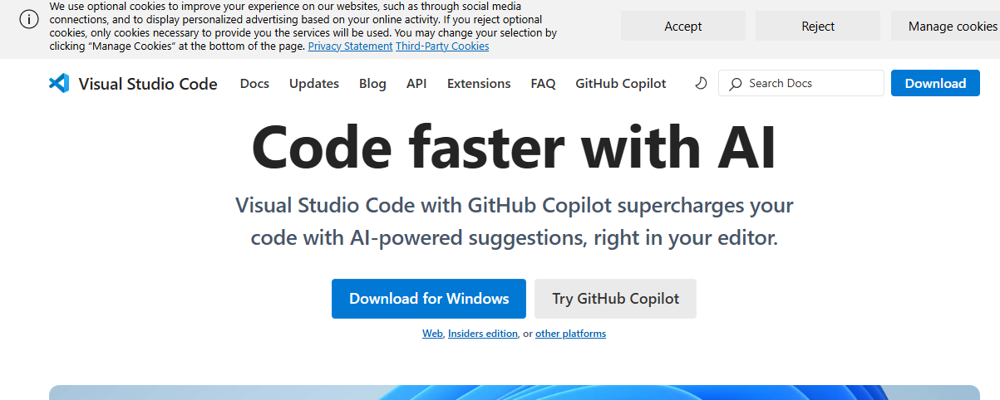 We use optional cookies to improve your experience on our websites, such as through social media
connections, and to display personalized advertising based on your online activity. If you reject optional
cookies, only cookies necessary to provide you the services will be used. You may change your selection by
clicking “Manage Cookies” at the bottom of the page. Privacy Statement Third-Party Cookies
Accept
Reject
Manage cookies
Visual Studio Code Docs Updates Blog API Extensions FAQ GitHub Copilot Search Docs Download
Code faster with AI
Visual Studio Code with GitHub Copilot supercharges your
code with AI-powered suggestions, right in your editor.
Download for Windows Try GitHub Copilot
Web, Insiders edition, or other platforms